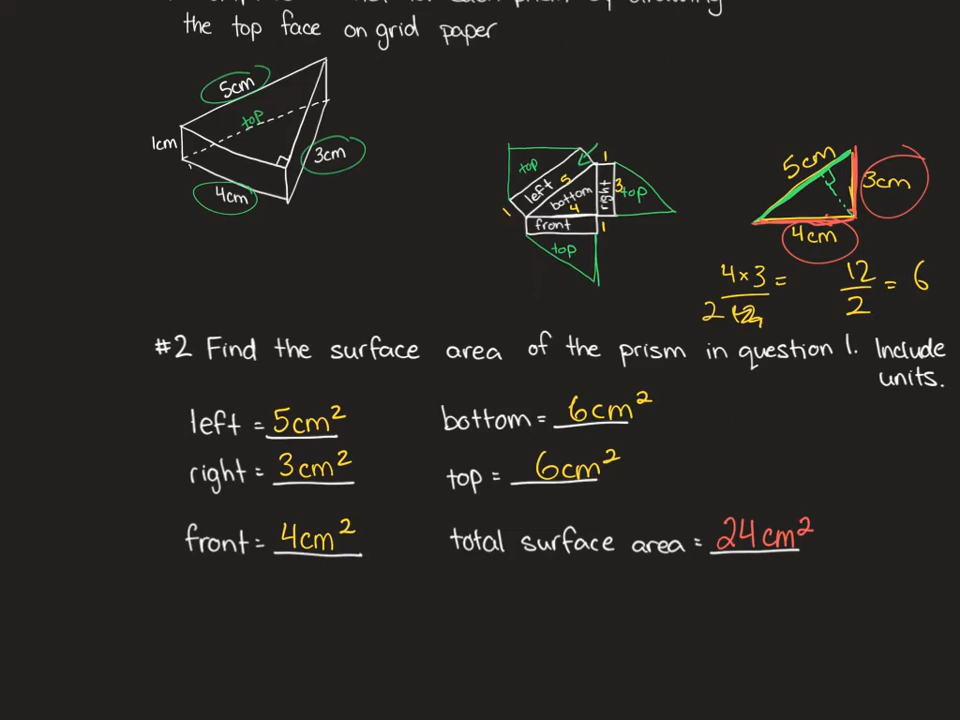 the top face on grid paper
5cm
top
1cm
3cm
4cm
top
left
5
bottom
4
right
3
top
1
1
1
front
top
5cm
3cm
4cm
4×3 =
2
12/2 = 6
#2 Find the surface area of the prism in question 1. Include
units.
left = 5cm²
bottom = 6cm²
right = 3cm²
top = 6cm²
front = 4cm²
total surface area = 24cm²